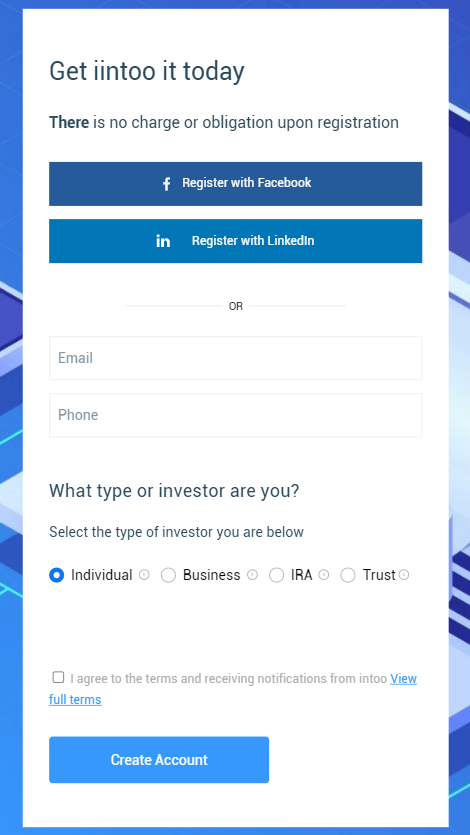 Get iintoo it today
There is no charge or obligation upon registration
Register with Facebook
in Register with LinkedIn
OR
Email
Phone
What type or investor are you?
Select the type of investor you are below
Individual Business IRA Trust
I agree to the terms and receiving notifications from intoo View
full terms
Create Account